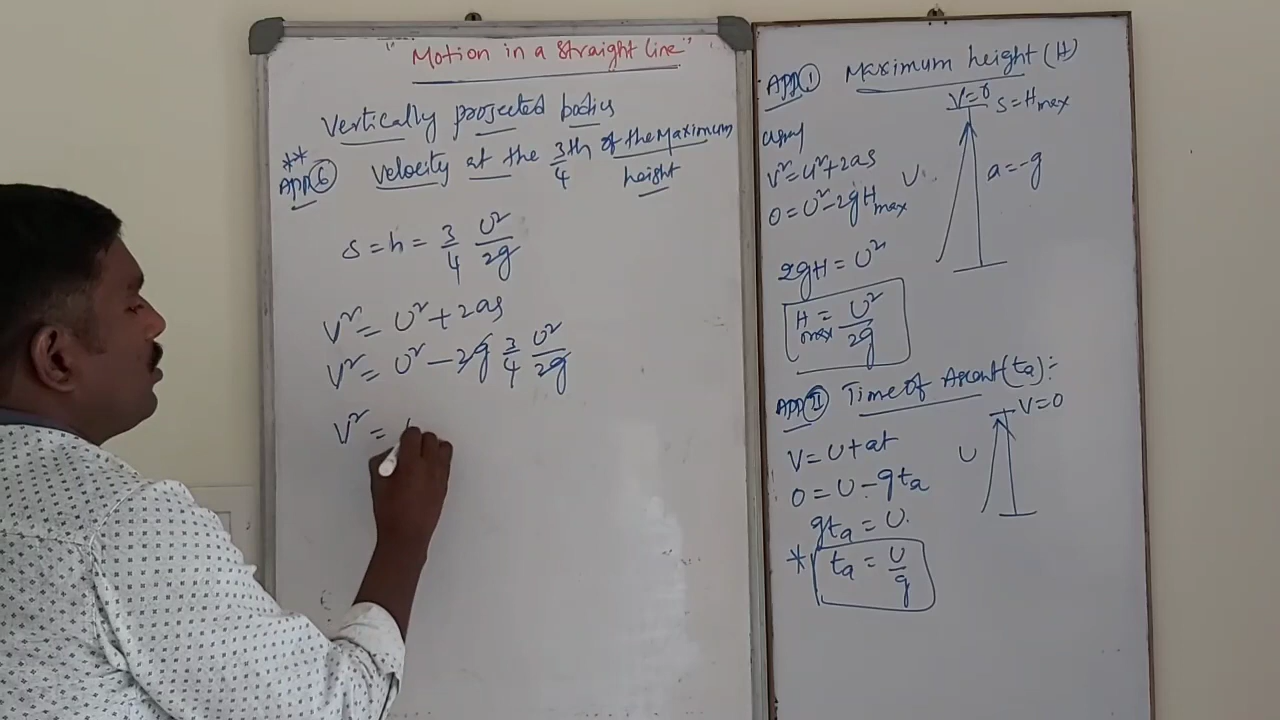 "Motion in a Straight line"
Vertically projected bodies
** APP 6 Velocity at the 3/4 th of the Maximum height
s = h = 3/4 U²/2g
V² = U² + 2as
V² = U² - 2g 3/4 U²/2g
V² =
APP 1 Maximum height (H)
V=0 S=Hmax
V² = U² + 2as
U
a = -g
0 = U² - 2gHmax
2gH = U²
Hmax = U²/2g
APP II Time of Ascent (ta):-
V=0
V = U + at
U
0 = U - gta
gta = U.
* ta = U/g